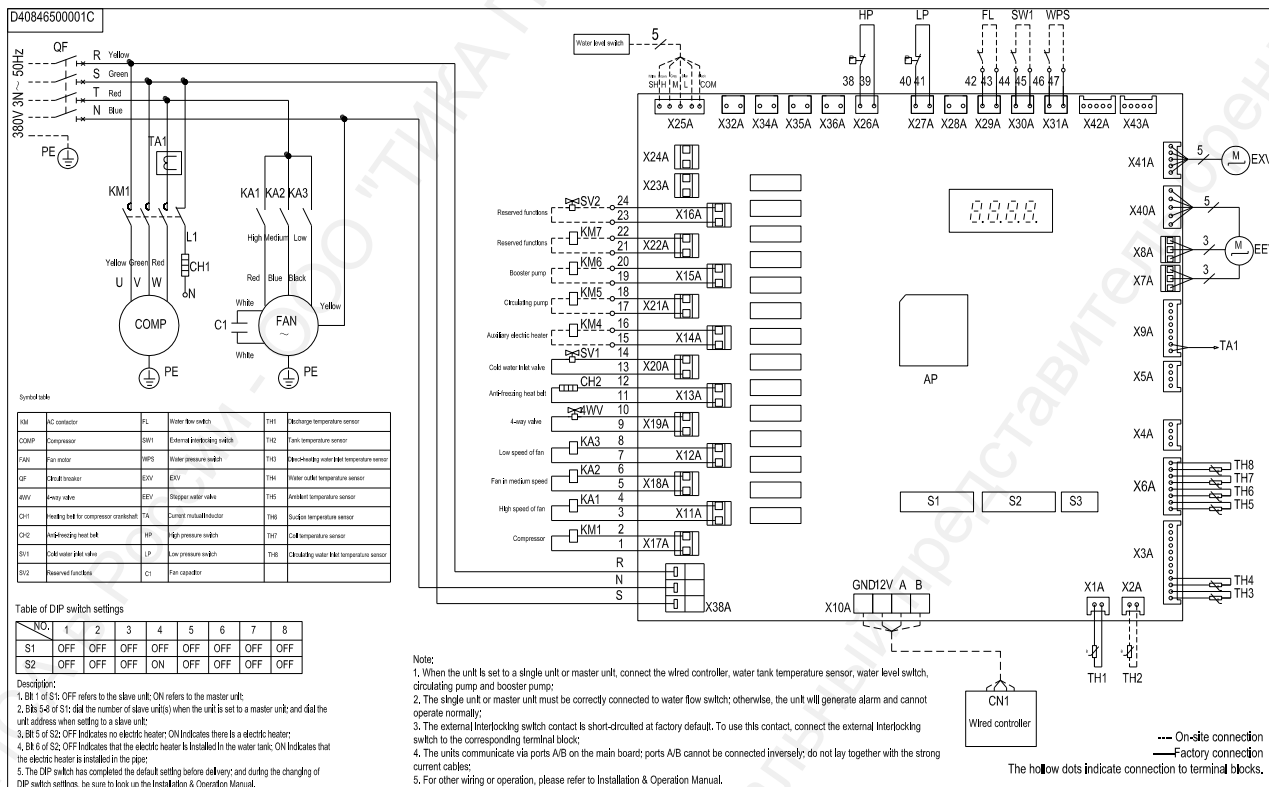 D40846500001C
380V 3N～ 50Hz
QF
R Yellow
S Green
T Red
N Blue
PE
TA1
KM1
KA1 KA2 KA3
L1
High Medium Low
CH1
Yellow Green Red
U V W
N
Red Blue Black
White
Yellow
COMP
C1
FAN
～
White
PE
PE
Water level switch
5
SH H M L COM
HP
LP
FL SW1 WPS
38 39
40 41
42 43 44 45 46 47
X25A X32A X34A X35A X36A X26A X27A X28A X29A X30A X31A X42A X43A
X24A
X23A
Reserved functions SV2 24 23 X16A
Reserved functions KM7 22 21 X22A
Booster pump KM6 20 19 X15A
Circulating pump KM5 18 17 X21A
Auxiliary electric heater KM4 16 15 X14A
Cold water inlet valve SV1 14 13 X20A
Anti-freezing heat belt CH2 12 11 X13A
4-way valve 4WV 10 9 X19A
Low speed of fan KA3 8 7 X12A
Fan in medium speed KA2 6 5 X18A
High speed of fan KA1 4 3 X11A
Compressor KM1 2 1 X17A
R
N
S
X38A
8.8.8.8.
AP
S1 S2 S3
X41A 5 M EXV
X40A 5
X8A 3 M EEV
X7A 3
X9A
TA1
X5A
X4A
X6A
TH8
TH7
TH6
TH5
X3A
TH4
TH3
GND 12V A B
X10A
X1A X2A
TH1 TH2
CN1
Wired controller
Symbol table
KM AC contactor FL Water flow switch TH1 Discharge temperature sensor
COMP Compressor SW1 External interlocking switch TH2 Tank temperature sensor
FAN Fan motor WPS Water pressure switch TH3 Direct-heating water inlet temperature sensor
QF Circuit breaker EXV EXV TH4 Water outlet temperature sensor
4WV 4-way valve EEV Stepper water valve TH5 Ambient temperature sensor
CH1 Heating belt for compressor crankshaft TA Current mutual inductor TH6 Suction temperature sensor
CH2 Anti-freezing heat belt HP High pressure switch TH7 Coil temperature sensor
SV1 Cold water inlet valve LP Low pressure switch TH8 Circulating water inlet temperature sensor
SV2 Reserved functions C1 Fan capacitor
Table of DIP switch settings
NO. 1 2 3 4 5 6 7 8
S1 OFF OFF OFF OFF OFF OFF OFF OFF
S2 OFF OFF OFF ON OFF OFF OFF OFF
Description:
1. Bit 1 of S1: OFF refers to the slave unit; ON refers to the master unit;
2. Bits 5-8 of S1: dial the number of slave unit(s) when the unit is set to a master unit; and dial the
unit address when setting to a slave unit;
3. Bit 5 of S2: OFF indicates no electric heater; ON indicates there is a electric heater;
4. Bit 6 of S2: OFF indicates that the electric heater is installed in the water tank; ON indicates that
the electric heater is installed in the pipe;
5. The DIP switch has completed the default setting before delivery; and during the changing of
DIP switch settings, be sure to look up the Installation & Operation Manual.
Note:
1. When the unit is set to a single unit or master unit, connect the wired controller, water tank temperature sensor, water level switch,
circulating pump and booster pump;
2. The single unit or master unit must be correctly connected to water flow switch; otherwise, the unit will generate alarm and cannot
operate normally;
3. The external interlocking switch contact is short-circuited at factory default. To use this contact, connect the external interlocking
switch to the corresponding terminal block;
4. The units communicate via ports A/B on the main board; ports A/B cannot be connected inversely; do not lay together with the strong
current cables;
5. For other wiring or operation, please refer to Installation & Operation Manual.
--- On-site connection
Factory connection
The hollow dots indicate connection to terminal blocks.